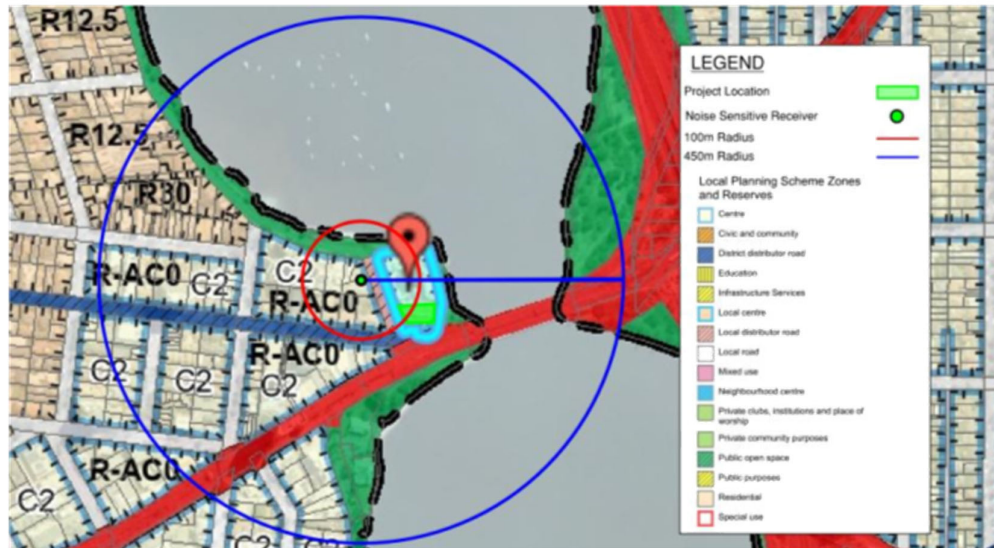 R12.5
R12.5
R30
R-AC0
C2
C2
R-AC0
R-AC0
C2
C2
C2
R-AC0
C2
C2
C2
LEGEND
Project Location
Noise Sensitive Receiver
100m Radius
450m Radius
Local Planning Scheme Zones
and Reserves
Centre
Civic and community
District distributor road
Education
Infrastructure Services
Local centre
Local distributor road
Local road
Mixed use
Neighbourhood centre
Private clubs, institutions and place of
worship
Private community purposes
Public open space
Public purposes
Residential
Special use